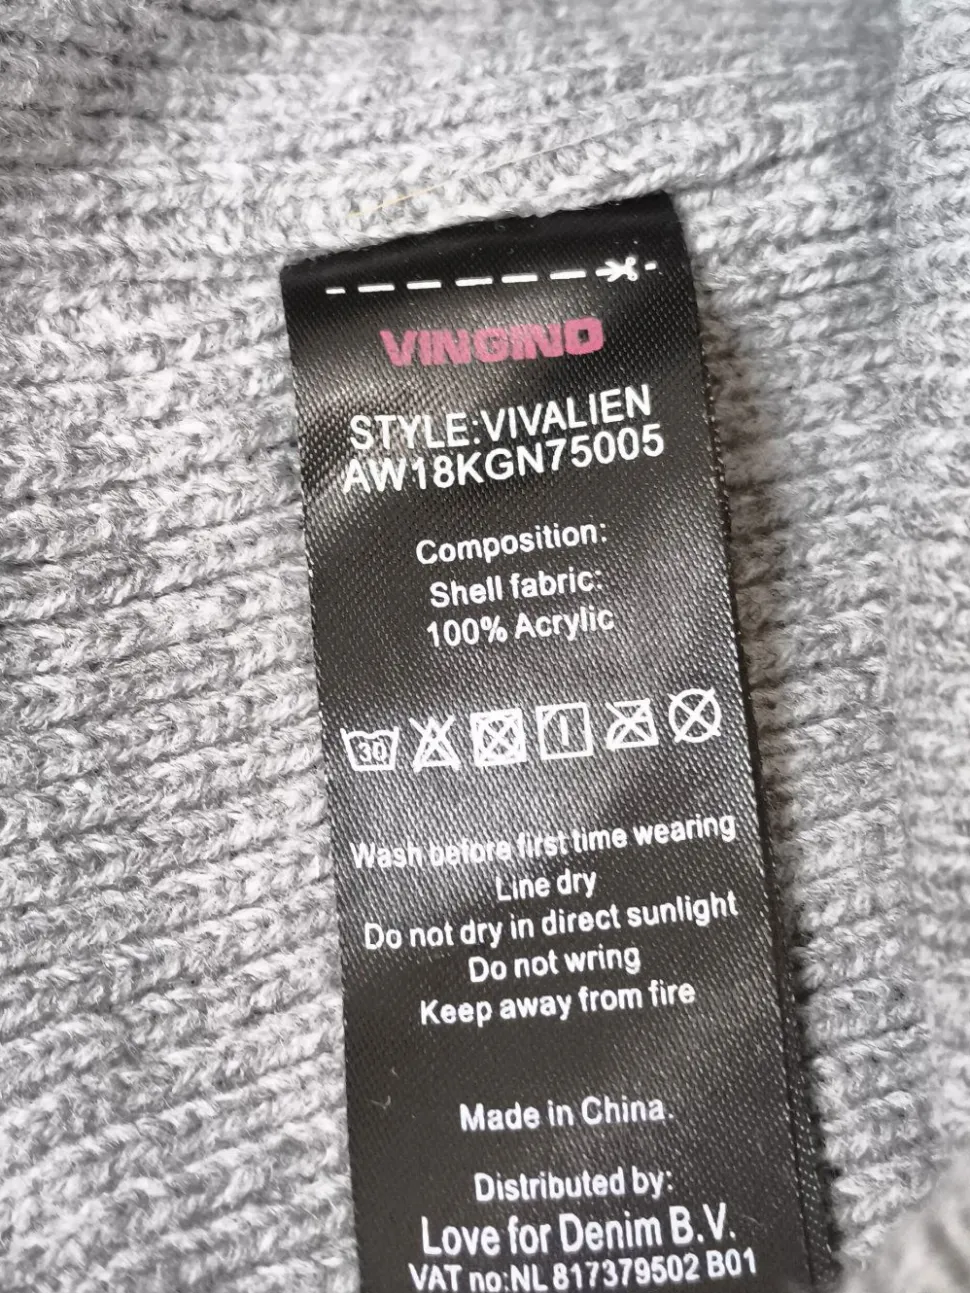 VINGINO
STYLE:VIVALIEN
AW18KGN75005
Composition:
Shell fabric:
100% Acrylic
30
Wash before first time wearing
Line dry
Do not dry in direct sunlight
Do not wring
Keep away from fire
Made in China.
Distributed by:
Love for Denim B.V.
VAT no:NL 817379502 B01